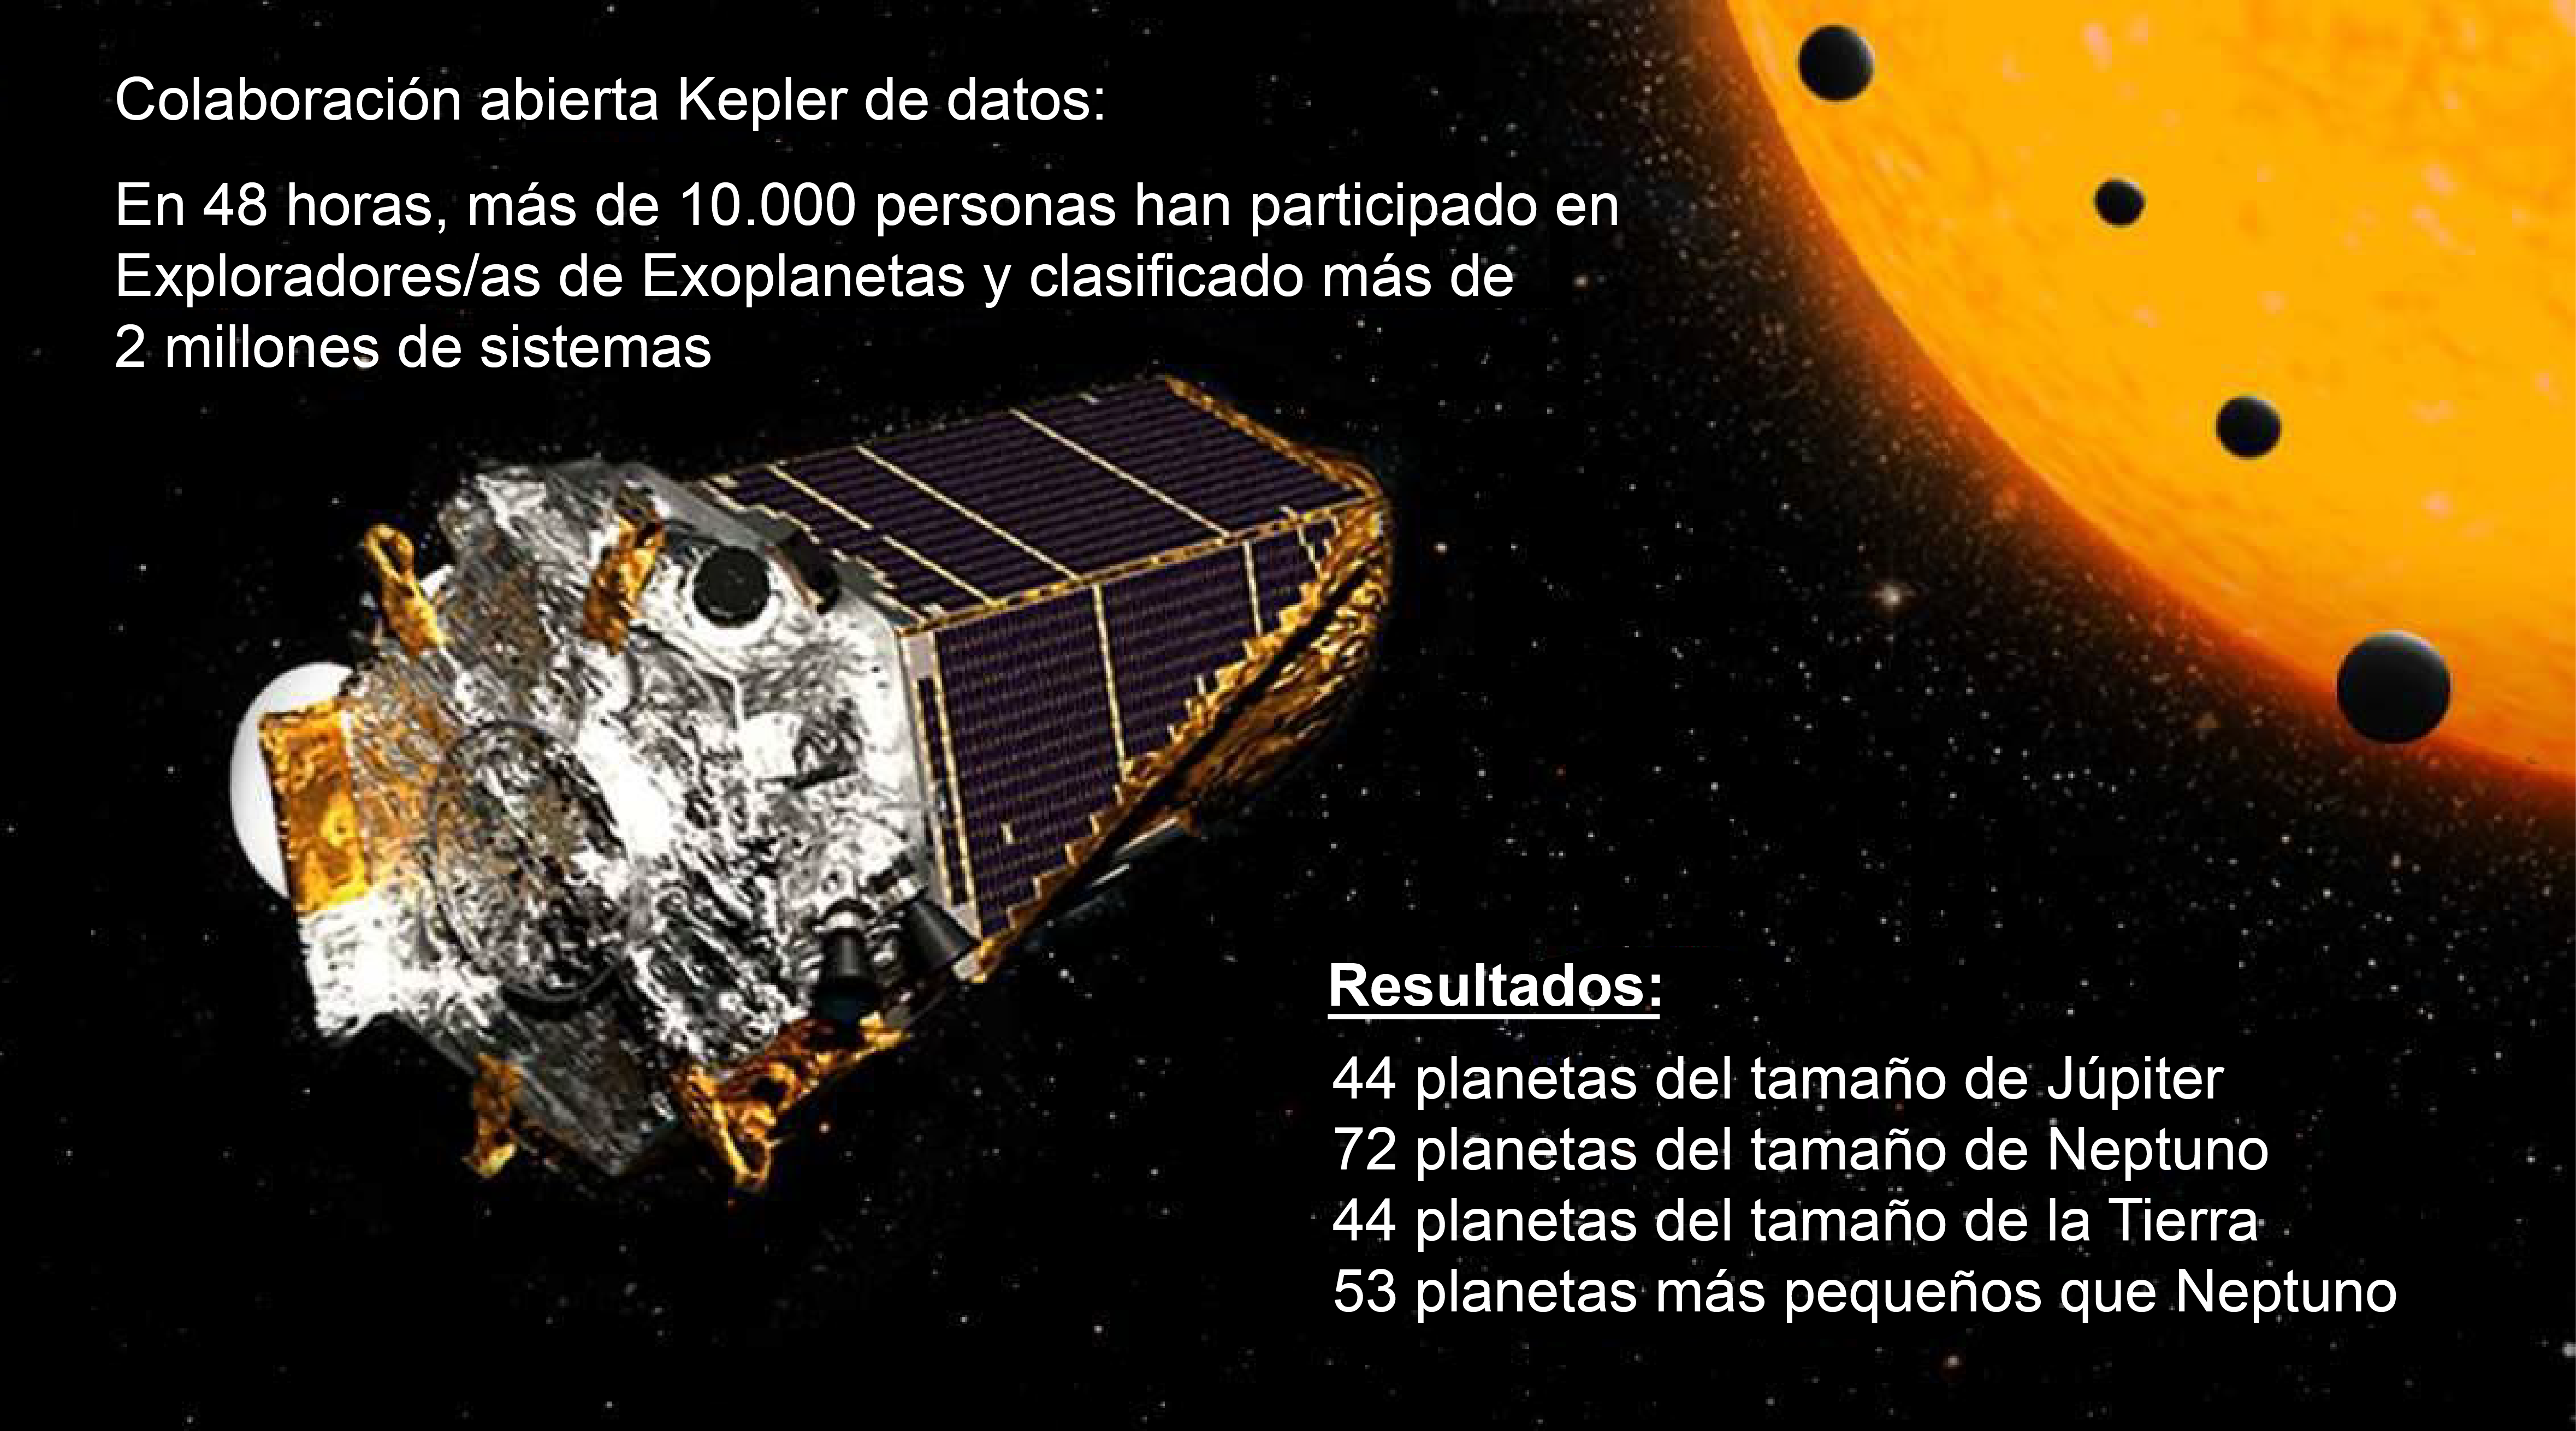 Colaboración abierta Kepler de datos:
En 48 horas, más de 10.000 personas han participado en
Exploradores/as de Exoplanetas y clasificado más de
2 millones de sistemas
Resultados:
44 planetas del tamaño de Júpiter
72 planetas del tamaño de Neptuno
44 planetas del tamaño de la Tierra
53 planetas más pequeños que Neptuno